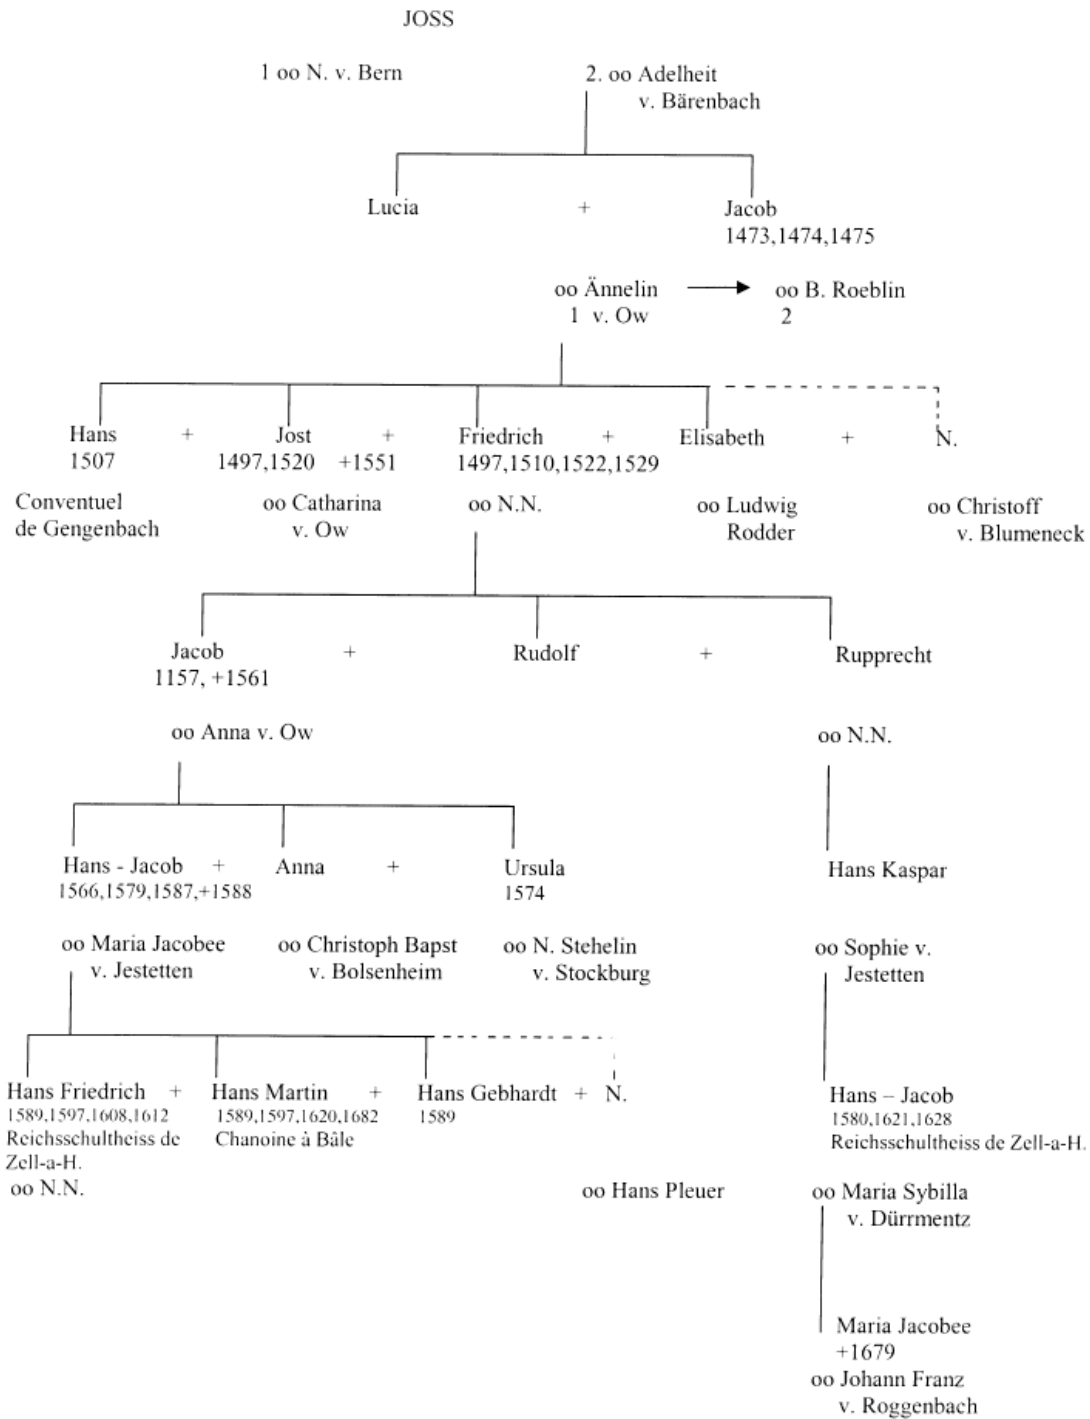 JOSS
1 oo N. v. Bern 2. oo Adelheit
v. Bärenbach
Lucia + Jacob
1473,1474,1475
oo Ännelin oo B. Roeblin
1 v. Ow 2
Hans + Jost + Friedrich + Elisabeth + N.
1507 1497,1520 +1551 1497,1510,1522,1529
Conventuel oo Catharina oo N.N. oo Ludwig oo Christoff
de Gengenbach v. Ow Rodder v. Blumeneck
Jacob + Rudolf + Rupprecht
1157, +1561
oo Anna v. Ow oo N.N.
Hans - Jacob + Anna + Ursula Hans Kaspar
1566,1579,1587,+1588 1574
oo Maria Jacobee oo Christoph Bapst oo N. Stehelin oo Sophie v.
v. Jestetten v. Bolsenheim v. Stockburg Jestetten
Hans Friedrich + Hans Martin + Hans Gebhardt + N. Hans – Jacob
1589,1597,1608,1612 1589,1597,1620,1682 1589 1580,1621,1628
Reichsschultheiss de Chanoine à Bâle Reichsschultheiss de Zell-a-H.
Zell-a-H.
oo N.N. oo Hans Pleuer oo Maria Sybilla
v. Dürrmentz
Maria Jacobee
+1679
oo Johann Franz
v. Roggenbach